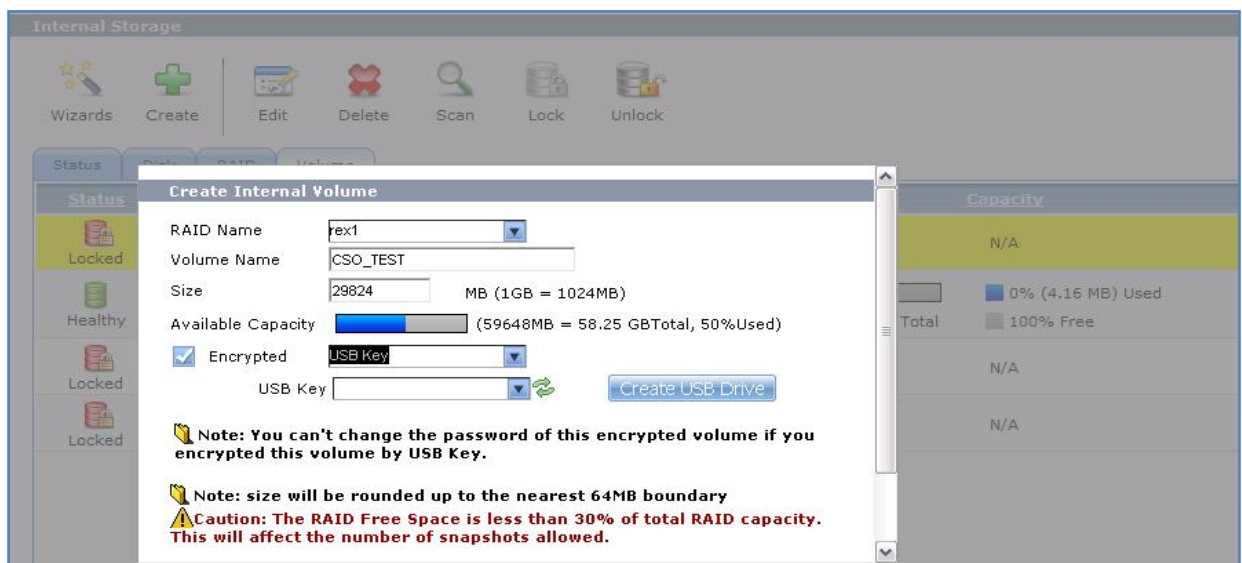 Internal Storage
Wizards Create Edit Delete Scan Lock Unlock
Status Disk RAID Volume
Status Capacity
Create Internal Volume
RAID Name rex1
Locked N/A
Volume Name CSO_TEST
Size 29824 MB (1GB = 1024MB)
0% (4.16 MB) Used
Healthy Total 100% Free
Available Capacity (59648MB = 58.25 GBTotal, 50%Used)
Encrypted USB Key
Locked N/A
USB Key Create USB Drive
Locked N/A
Note: You can't change the password of this encrypted volume if you
encrypted this volume by USB Key.
Note: size will be rounded up to the nearest 64MB boundary
Caution: The RAID Free Space is less than 30% of total RAID capacity.
This will affect the number of snapshots allowed.